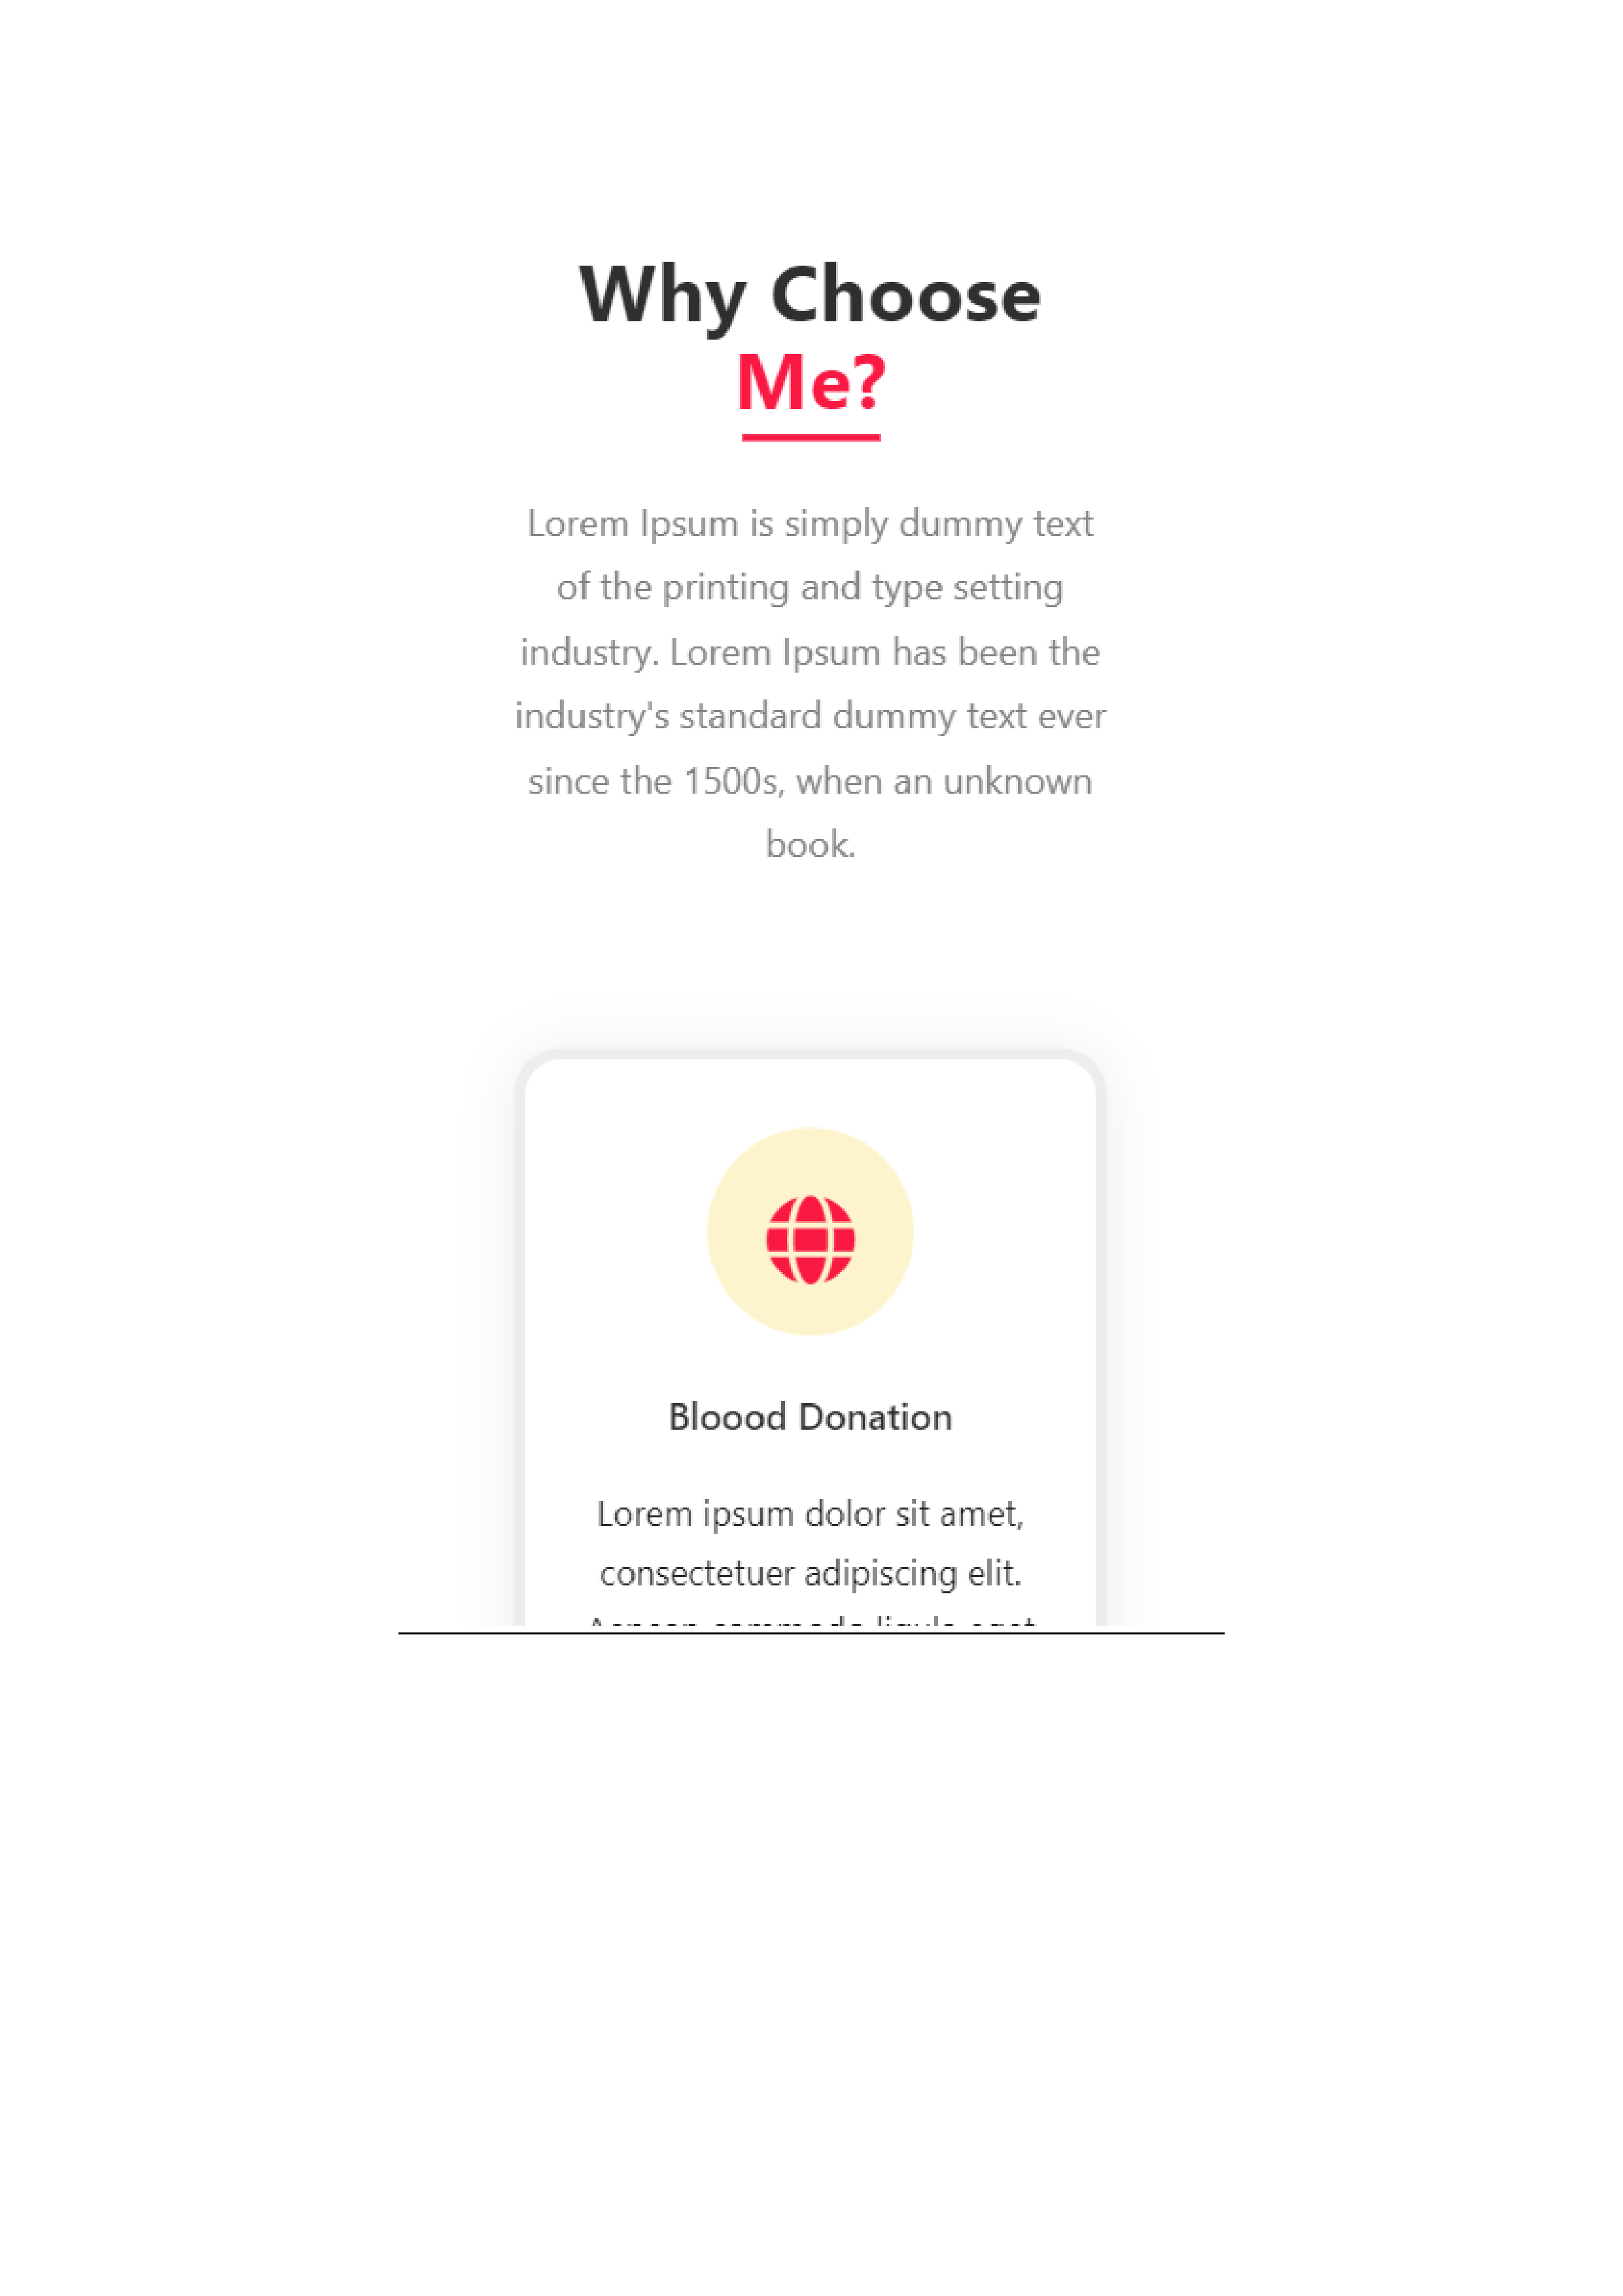 Why Choose
Me?
Lorem Ipsum is simply dummy text
of the printing and type setting
industry. Lorem Ipsum has been the
industry's standard dummy text ever
since the 1500s, when an unknown
book.
Bloood Donation
Lorem ipsum dolor sit amet,
consectetuer adipiscing elit.